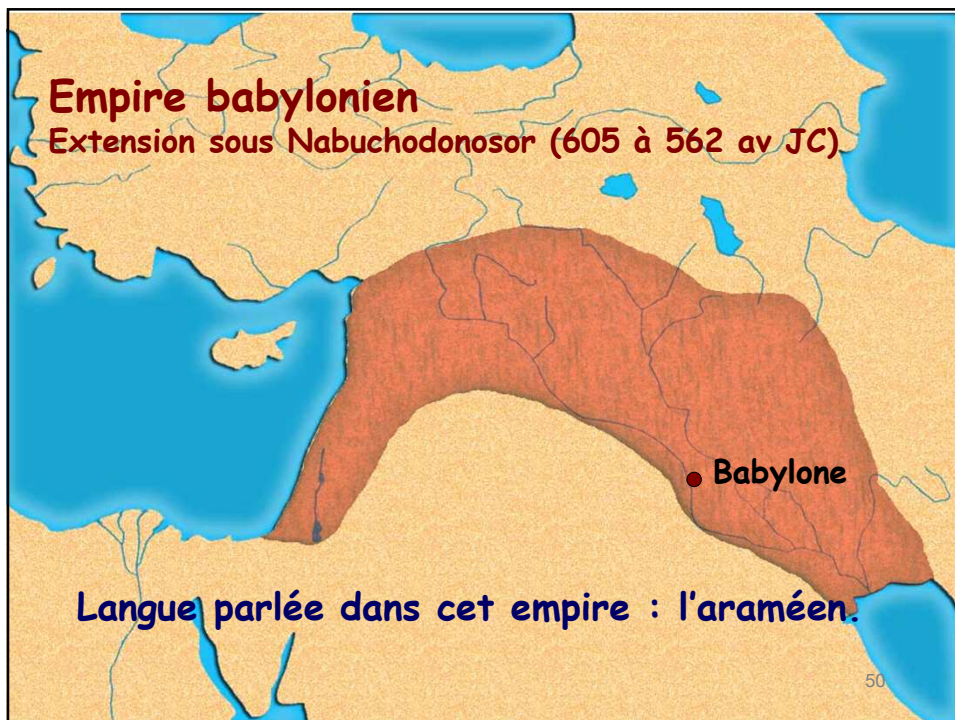 Empire babylonien
Extension sous Nabuchodonosor (605 à 562 av JC)
Babylone
Langue parlée dans cet empire : l’araméen.
50